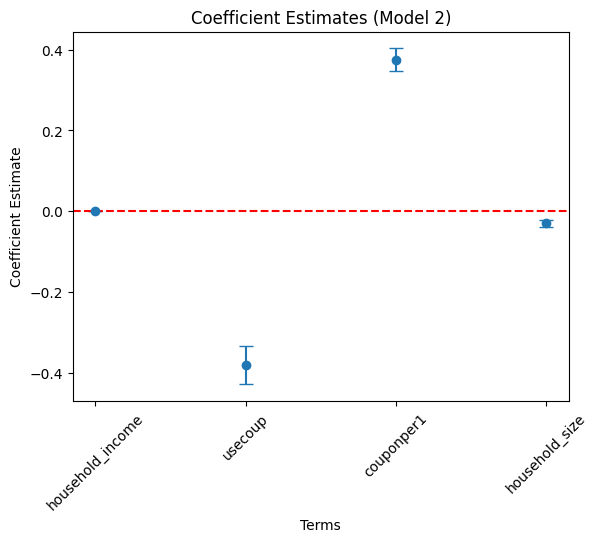 Coefficient Estimates (Model 2)
Coefficient Estimate
0.4
0.2
0.0
−0.2
−0.4
household_income
usecoup
couponper1
household_size
Terms